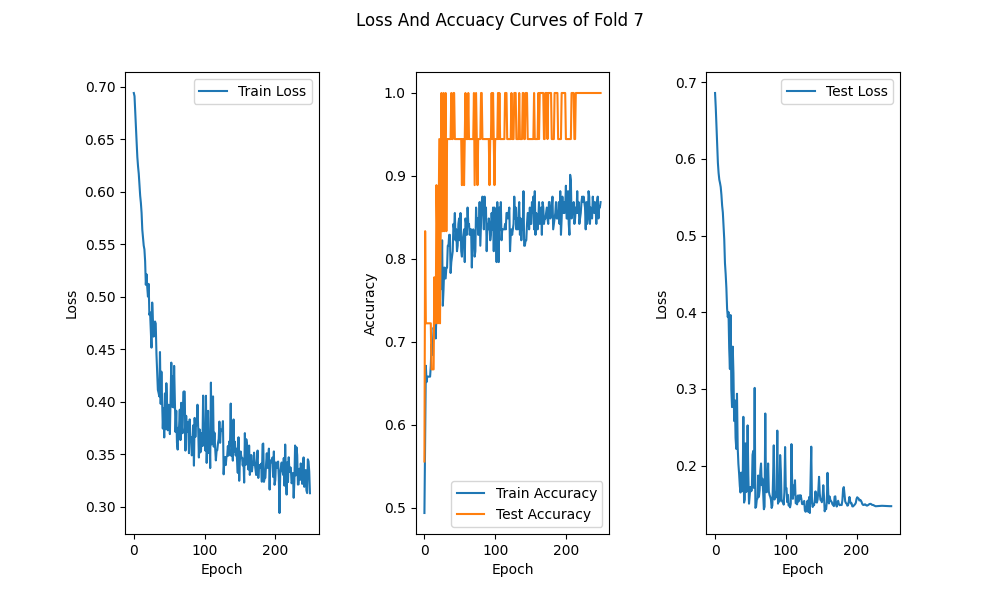 Loss And Accuacy Curves of Fold 7
Train Loss
0.70
0.65
0.60
0.55
0.50
0.45
0.40
0.35
0.30
Loss
0
100
200
Epoch
1.0
0.9
0.8
0.7
0.6
0.5
Accuracy
Train Accuracy
Test Accuracy
0
100
200
Epoch
Test Loss
0.7
0.6
0.5
0.4
0.3
0.2
Loss
0
100
200
Epoch